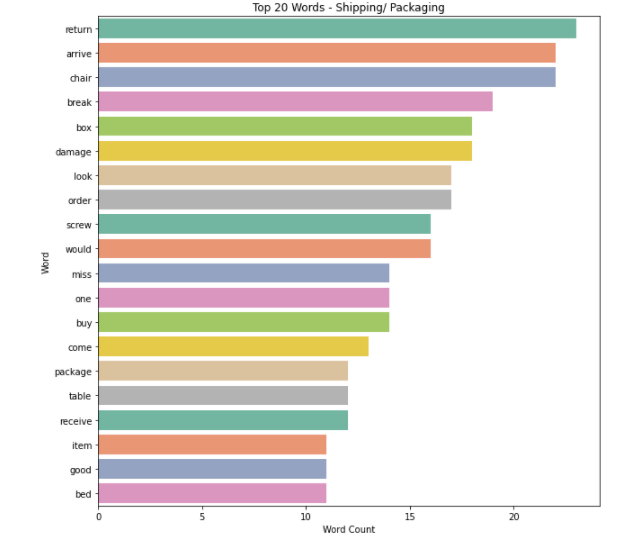 Top 20 Words - Shipping/ Packaging
return
arrive
chair
break
box
damage
look
order
screw
would
miss
one
buy
come
package
table
receive
item
good
bed
Word
0 5 10 15 20
Word Count